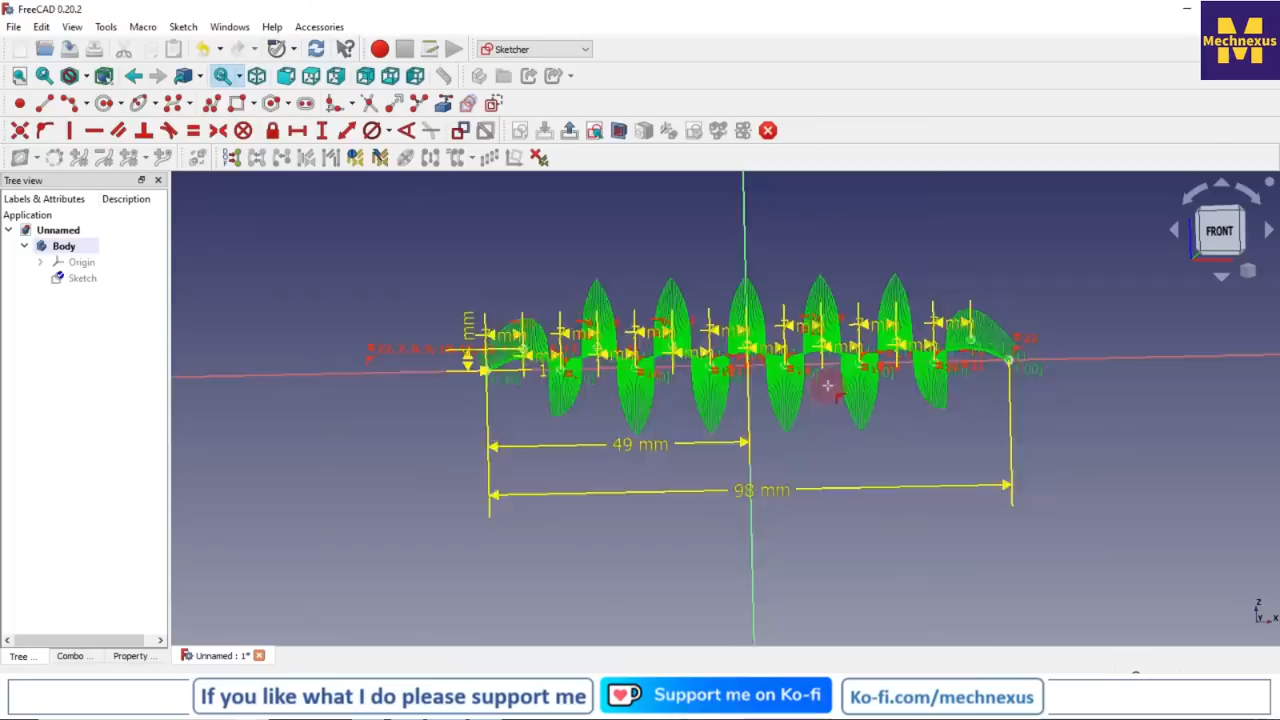 FreeCAD 0.20.2
Mechnexus
File Edit View Tools Macro Sketch Windows Help Accessories
Sketcher
Tree view
Labels & Attributes Description
Application
Unnamed
Body
Origin
Sketch
FRONT
mm
49 mm
98 mm
Z
Y X
Tree ... Combo ... Property ... Unnamed : 1*
If you like what I do please support me
Support me on Ko-fi
Ko-fi.com/mechnexus